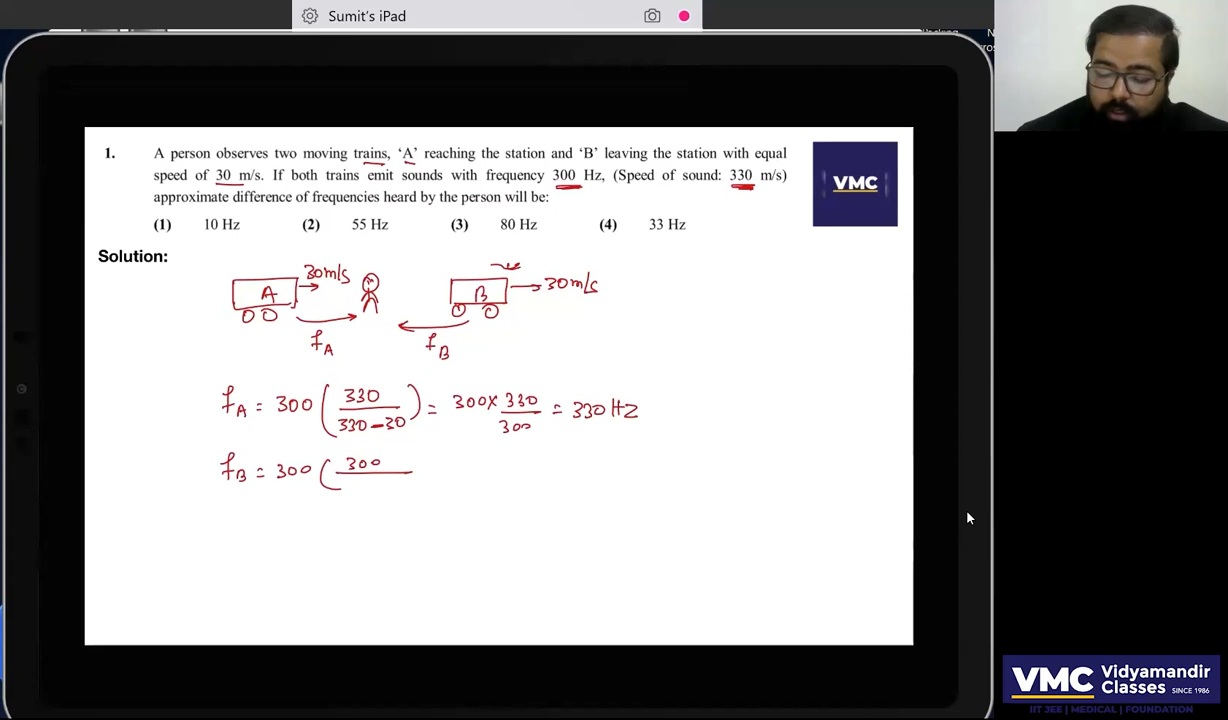 Sumit's iPad
1. A person observes two moving trains, 'A' reaching the station and 'B' leaving the station with equal
speed of 30 m/s. If both trains emit sounds with frequency 300 Hz, (Speed of sound: 330 m/s)
approximate difference of frequencies heard by the person will be:
(1) 10 Hz (2) 55 Hz (3) 80 Hz (4) 33 Hz
VMC
Solution:
A 30m/s B 30m/s
f_A f_B
f_A = 300 (330/(330-30)) = 300 × 330/300 = 330 HZ
f_B = 300 (300/
VMC Vidyamandir Classes SINCE 1986
IIT JEE | MEDICAL | FOUNDATION